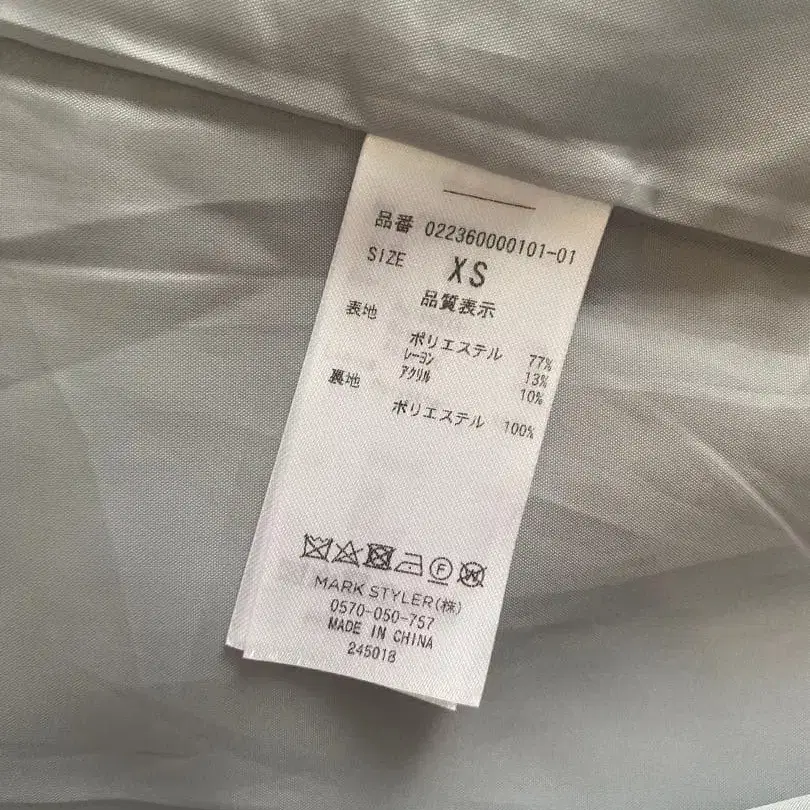 品番 022360000101-01
SIZE XS
品質表示
表地
ポリエステル 77%
レーヨン 13%
アクリル 10%
裏地
ポリエステル 100%
F
W
MARK STYLER(株)
0570-050-757
MADE IN CHINA
245018